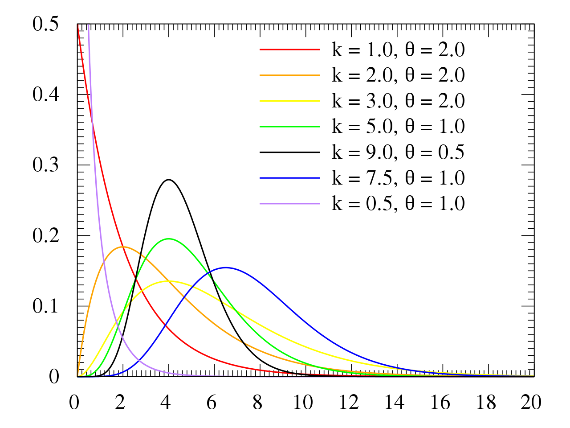 0.5
0.4
0.3
0.2
0.1
0
0 2 4 6 8 10 12 14 16 18 20
k = 1.0, θ = 2.0
k = 2.0, θ = 2.0
k = 3.0, θ = 2.0
k = 5.0, θ = 1.0
k = 9.0, θ = 0.5
k = 7.5, θ = 1.0
k = 0.5, θ = 1.0